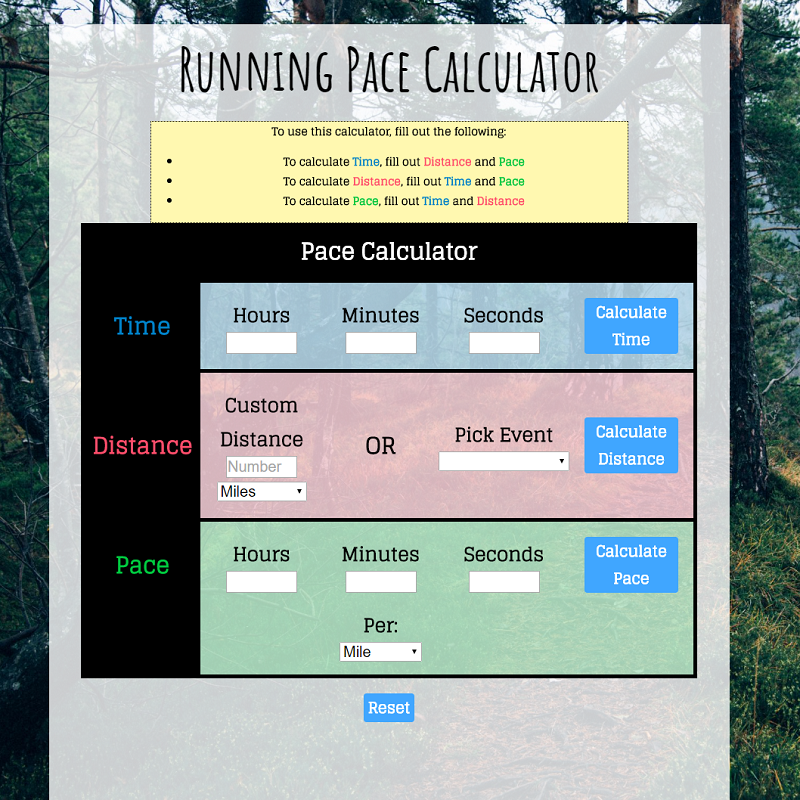 Running Pace Calculator
To use this calculator, fill out the following:
• To calculate Time, fill out Distance and Pace
• To calculate Distance, fill out Time and Pace
• To calculate Pace, fill out Time and Distance
Pace Calculator
Time
Hours Minutes Seconds
Calculate
Time
Distance
Custom
Distance
Number
Miles
OR
Pick Event
Calculate
Distance
Pace
Hours Minutes Seconds
Calculate
Pace
Per:
Mile
Reset